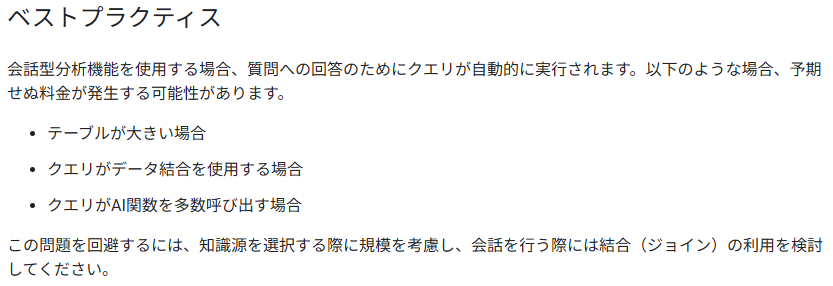 ベストプラクティス
会話型分析機能を使用する場合、質問への回答のためにクエリが自動的に実行されます。以下のような場合、予期
せぬ料金が発生する可能性があります。
• テーブルが大きい場合
• クエリがデータ結合を使用する場合
• クエリがAI関数を多数呼び出す場合
この問題を回避するには、知識源を選択する際に規模を考慮し、会話を行う際には結合（ジョイン）の利用を検討
してください。